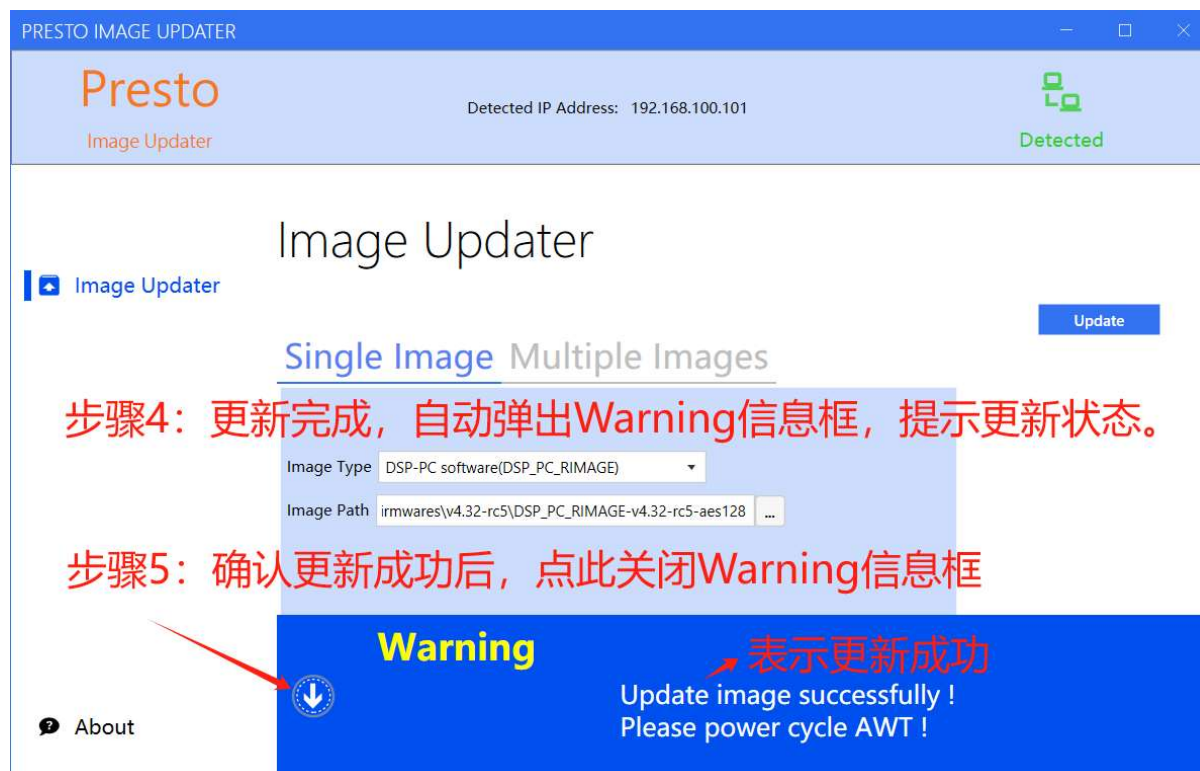 PRESTO IMAGE UPDATER
Presto
Image Updater
Detected IP Address: 192.168.100.101
Detected
Image Updater
Image Updater
Update
Single Image Multiple Images
步骤4：更新完成，自动弹出Warning信息框，提示更新状态。
Image Type DSP-PC software(DSP_PC_RIMAGE)
Image Path irmwares\v4.32-rc5\DSP_PC_RIMAGE-v4.32-rc5-aes128 ...
步骤5：确认更新成功后，点此关闭Warning信息框
Warning
表示更新成功
Update image successfully !
Please power cycle AWT !
About